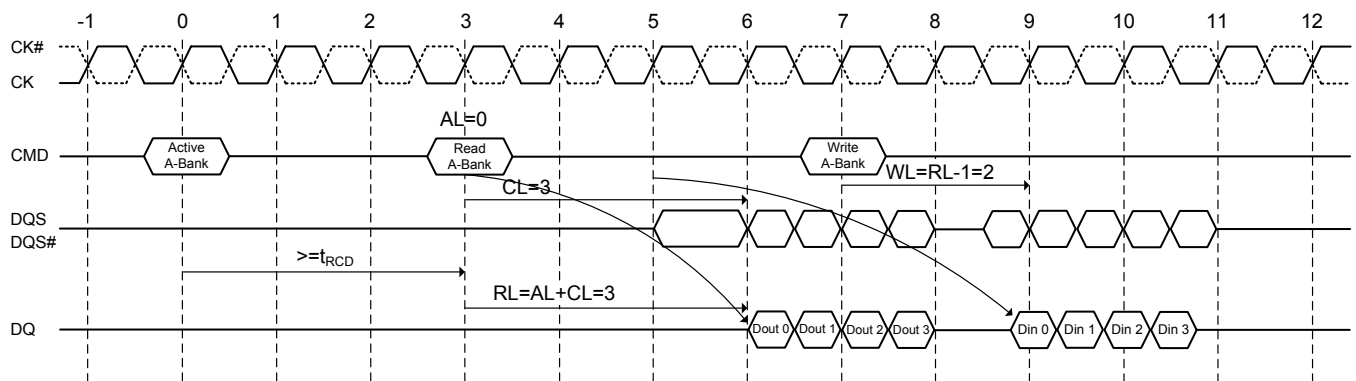 -1 0 1 2 3 4 5 6 7 8 9 10 11 12
CK#
CK
AL=0
CMD Active A-Bank Read A-Bank Write A-Bank
CL=3 WL=RL-1=2
DQS
DQS#
>=tRCD
RL=AL+CL=3
DQ Dout 0 Dout 1 Dout 2 Dout 3 Din 0 Din 1 Din 2 Din 3